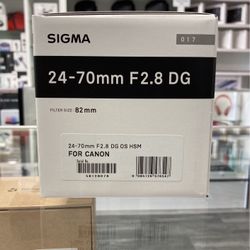 SIGMA
017
24-70mm F2.8 DG
FILTER SIZE: 82mm
24-70mm F2.8 DG OS HSM
FOR CANON